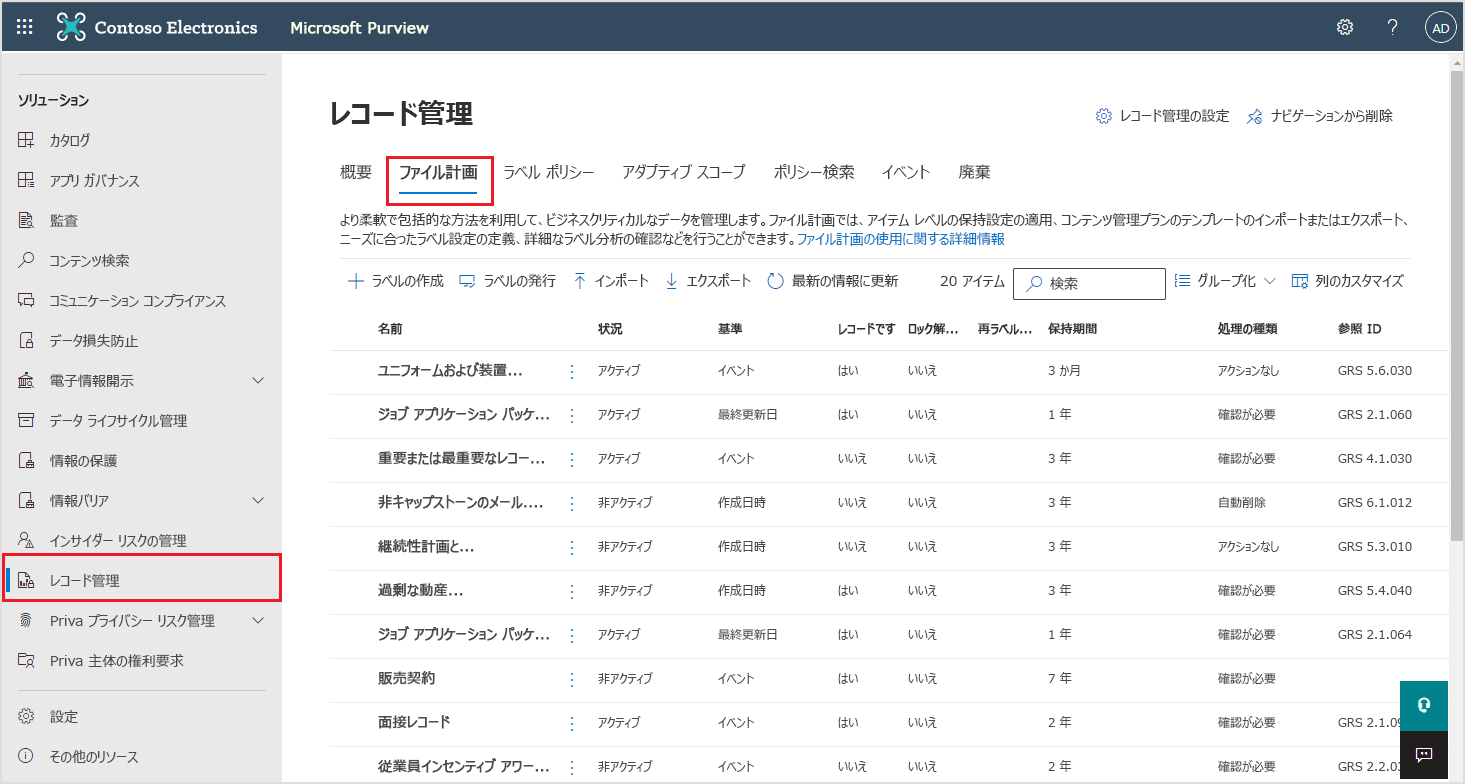 Contoso Electronics Microsoft Purview AD
ソリューション
カタログ
アプリ ガバナンス
監査
コンテンツ検索
コミュニケーション コンプライアンス
データ損失防止
電子情報開示
データ ライフサイクル管理
情報の保護
情報バリア
インサイダー リスクの管理
レコード管理
Priva プライバシー リスク管理
Priva 主体の権利要求
設定
その他のリソース
レコード管理
レコード管理の設定 ナビゲーションから削除
概要 ファイル計画 ラベル ポリシー アダプティブ スコープ ポリシー検索 イベント 廃棄
より柔軟で包括的な方法を利用して、ビジネスクリティカルなデータを管理します。ファイル計画では、アイテム レベルの保持設定の適用、コンテンツ管理プランのテンプレートのインポートまたはエクスポート、
ニーズに合ったラベル設定の定義、詳細なラベル分析の確認などを行うことができます。ファイル計画の使用に関する詳細情報
ラベルの作成 ラベルの発行 インポート エクスポート 最新の情報に更新 20 アイテム 検索 グループ化 列のカスタマイズ
名前 状況 基準 レコードです ロック解... 再ラベル... 保持期間 処理の種類 参照 ID
ユニフォームおよび装置... アクティブ イベント はい いいえ 3 か月 アクションなし GRS 5.6.030
ジョブ アプリケーション パッケ... アクティブ 最終更新日 はい いいえ 1 年 確認が必要 GRS 2.1.060
重要または最重要なレコー... アクティブ イベント いいえ いいえ 3 年 確認が必要 GRS 4.1.030
非キャップストーンのメール.... 非アクティブ 作成日時 いいえ いいえ 3 年 自動削除 GRS 6.1.012
継続性計画と... 非アクティブ 作成日時 いいえ いいえ 3 年 アクションなし GRS 5.3.010
過剰な動産... 非アクティブ 作成日時 はい いいえ 3 年 確認が必要 GRS 5.4.040
ジョブ アプリケーション パッケ... アクティブ 最終更新日 はい いいえ 1 年 確認が必要 GRS 2.1.064
販売契約 非アクティブ イベント はい いいえ 7 年 確認が必要
面接レコード アクティブ イベント はい いいえ 2 年 確認が必要 GRS 2.1.0
従業員インセンティブ アワー... 非アクティブ イベント いいえ いいえ 2 年 確認が必要 GRS 2.2.0